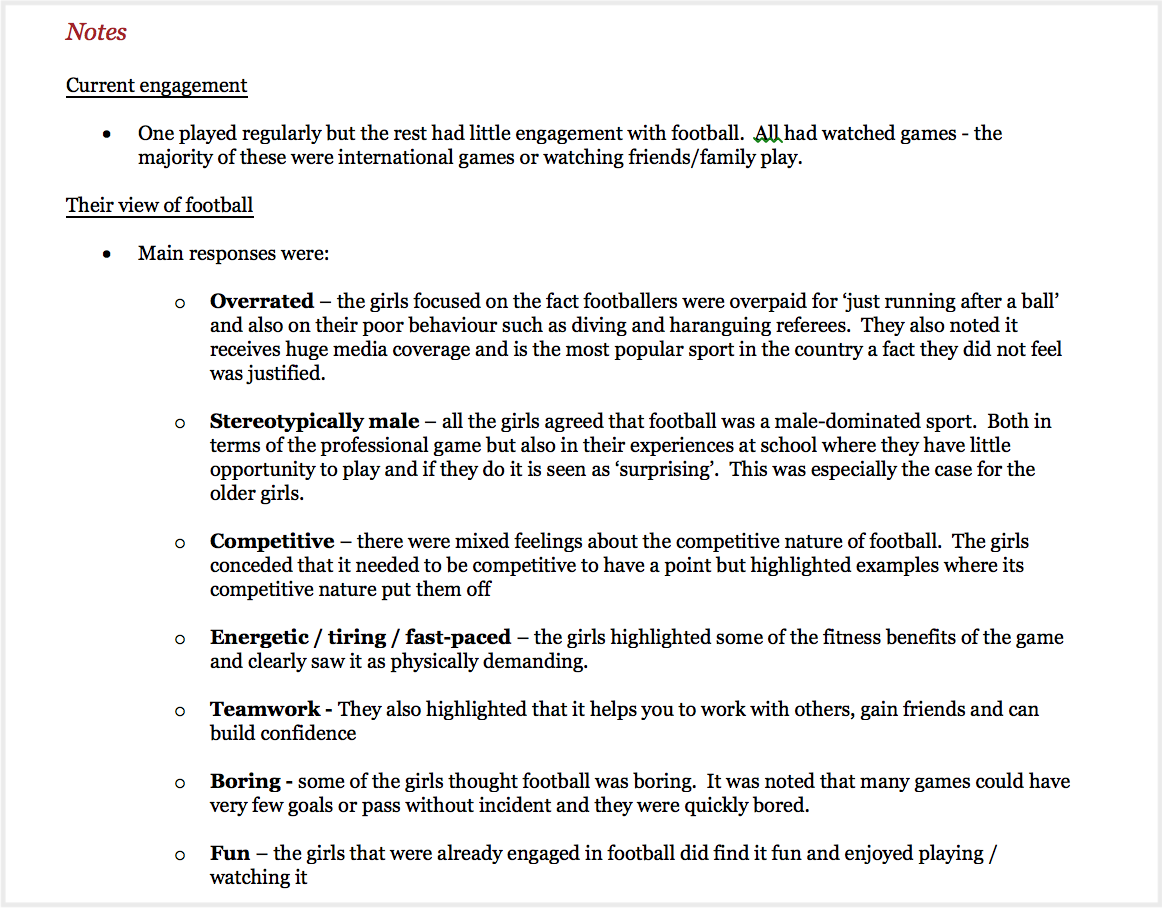 Notes
Current engagement
• One played regularly but the rest had little engagement with football.  All had watched games - the
majority of these were international games or watching friends/family play.
Their view of football
• Main responses were:
o Overrated – the girls focused on the fact footballers were overpaid for ‘just running after a ball’
and also on their poor behaviour such as diving and haranguing referees.  They also noted it
receives huge media coverage and is the most popular sport in the country a fact they did not feel
was justified.
o Stereotypically male – all the girls agreed that football was a male-dominated sport.  Both in
terms of the professional game but also in their experiences at school where they have little
opportunity to play and if they do it is seen as ‘surprising’.  This was especially the case for the
older girls.
o Competitive – there were mixed feelings about the competitive nature of football.  The girls
conceded that it needed to be competitive to have a point but highlighted examples where its
competitive nature put them off
o Energetic / tiring / fast-paced – the girls highlighted some of the fitness benefits of the game
and clearly saw it as physically demanding.
o Teamwork - They also highlighted that it helps you to work with others, gain friends and can
build confidence
o Boring - some of the girls thought football was boring.  It was noted that many games could have
very few goals or pass without incident and they were quickly bored.
o Fun – the girls that were already engaged in football did find it fun and enjoyed playing /
watching it